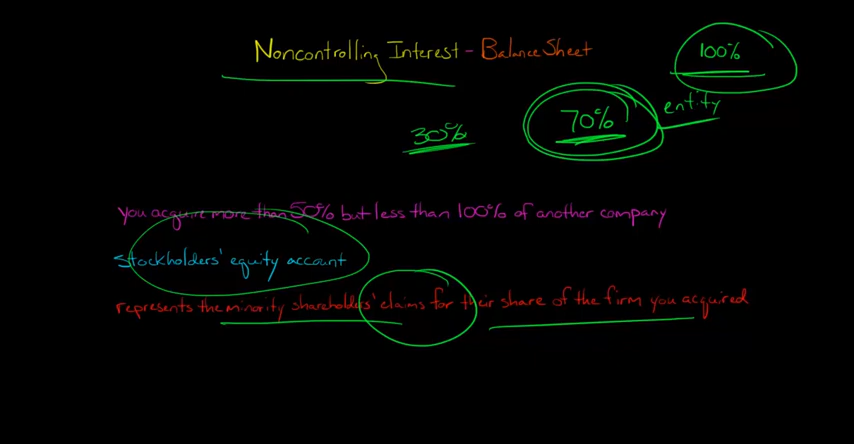 Noncontrolling Interest - Balance Sheet
100%
entity
70%
30%
you acquire more than 50% but less than 100% of another company
Stockholders' equity account
represents the minority shareholders' claims for their share of the firm you acquired